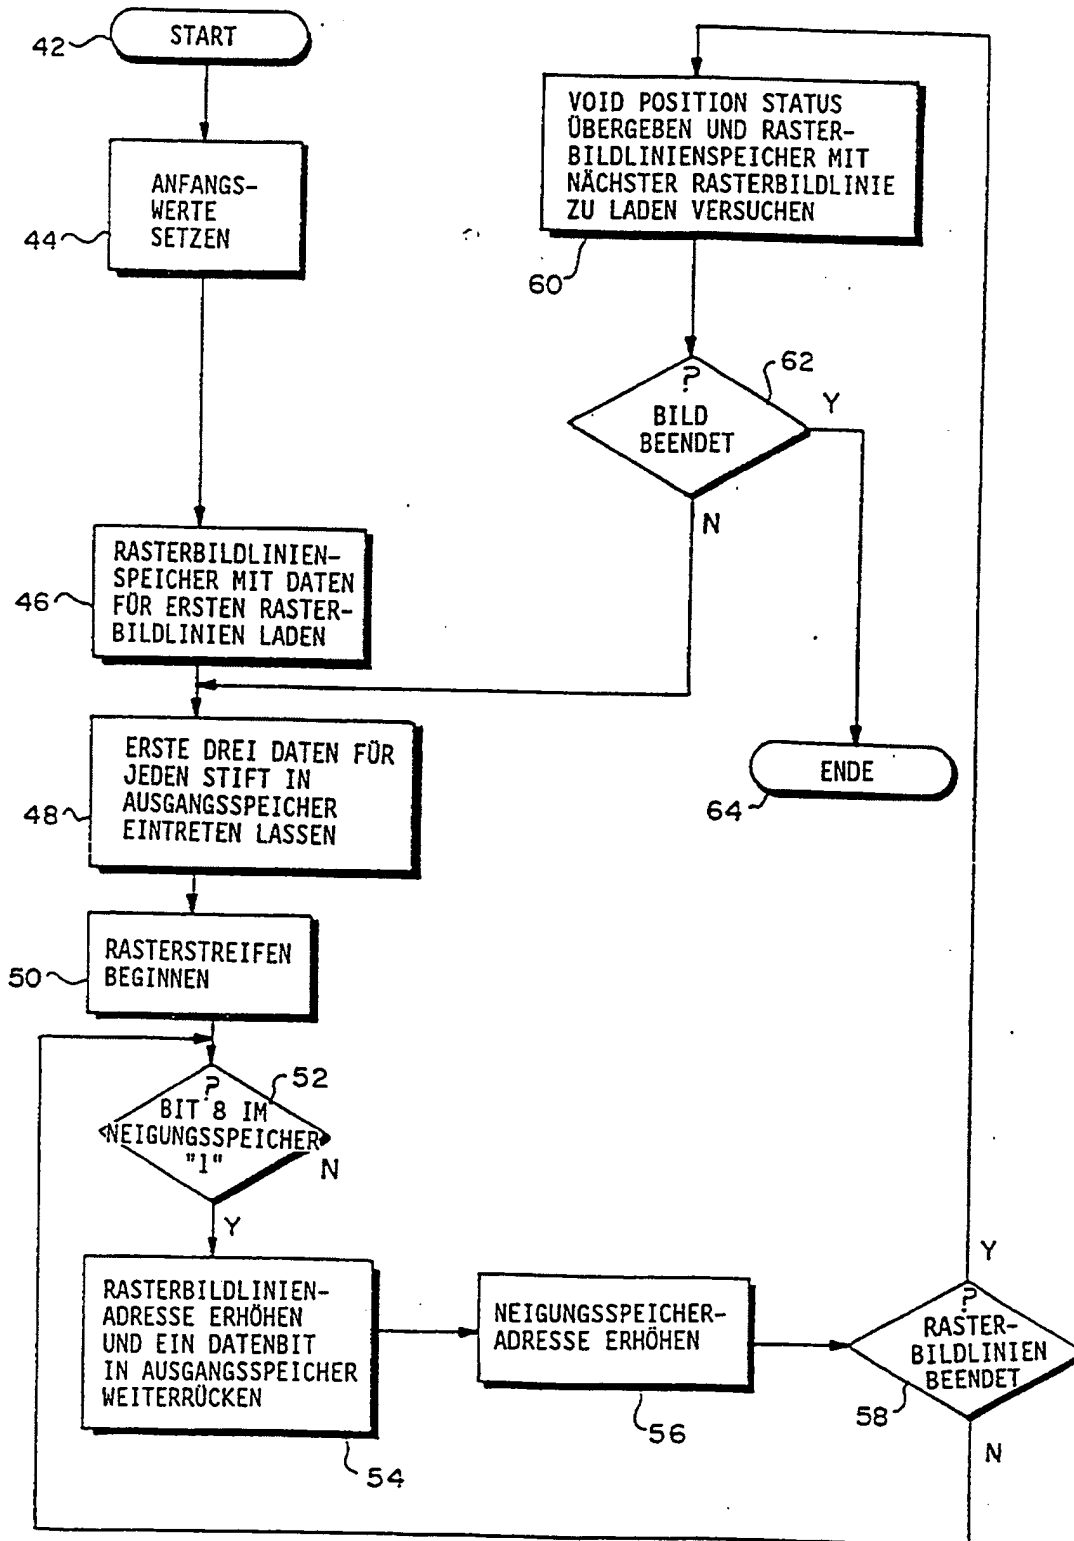 START
42
ANFANGS-
WERTE
SETZEN
44
RASTERBILDLINIEN-
SPEICHER MIT DATEN
FÜR ERSTEN RASTER-
BILDLINIEN LADEN
46
ERSTE DREI DATEN FÜR
JEDEN STIFT IN
AUSGANGSSPEICHER
EINTRETEN LASSEN
48
RASTERSTREIFEN
BEGINNEN
50
?
BIT 8 IM
NEIGUNGSSPEICHER
"1"
52
N
Y
RASTERBILDLINIEN-
ADRESSE ERHÖHEN
UND EIN DATENBIT
IN AUSGANGSSPEICHER
WEITERRÜCKEN
54
NEIGUNGSSPEICHER-
ADRESSE ERHÖHEN
56
?
RASTER-
BILDLINIEN
BEENDET
58
Y
N
VOID POSITION STATUS
ÜBERGEBEN UND RASTER-
BILDLINIENSPEICHER MIT
NÄCHSTER RASTERBILDLINIE
ZU LADEN VERSUCHEN
60
?
BILD
BEENDET
62
Y
N
ENDE
64